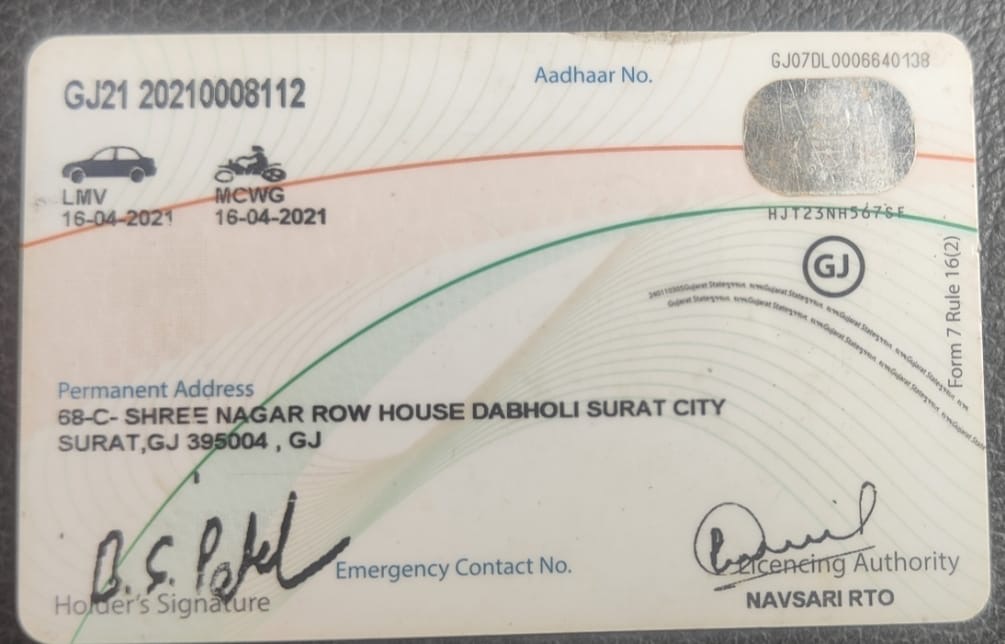 GJ07DL0006640138
Aadhaar No.
GJ21 20210008112
LMV
16-04-2021
MCWG
16-04-2021
HJT23NH567SF
GJ
Form 7 Rule 16(2)
Permanent Address
68-C- SHREE NAGAR ROW HOUSE DABHOLI SURAT CITY
SURAT,GJ 395004 , GJ
B. S. Patel
Holder's Signature
Emergency Contact No.
Licencing Authority
NAVSARI RTO